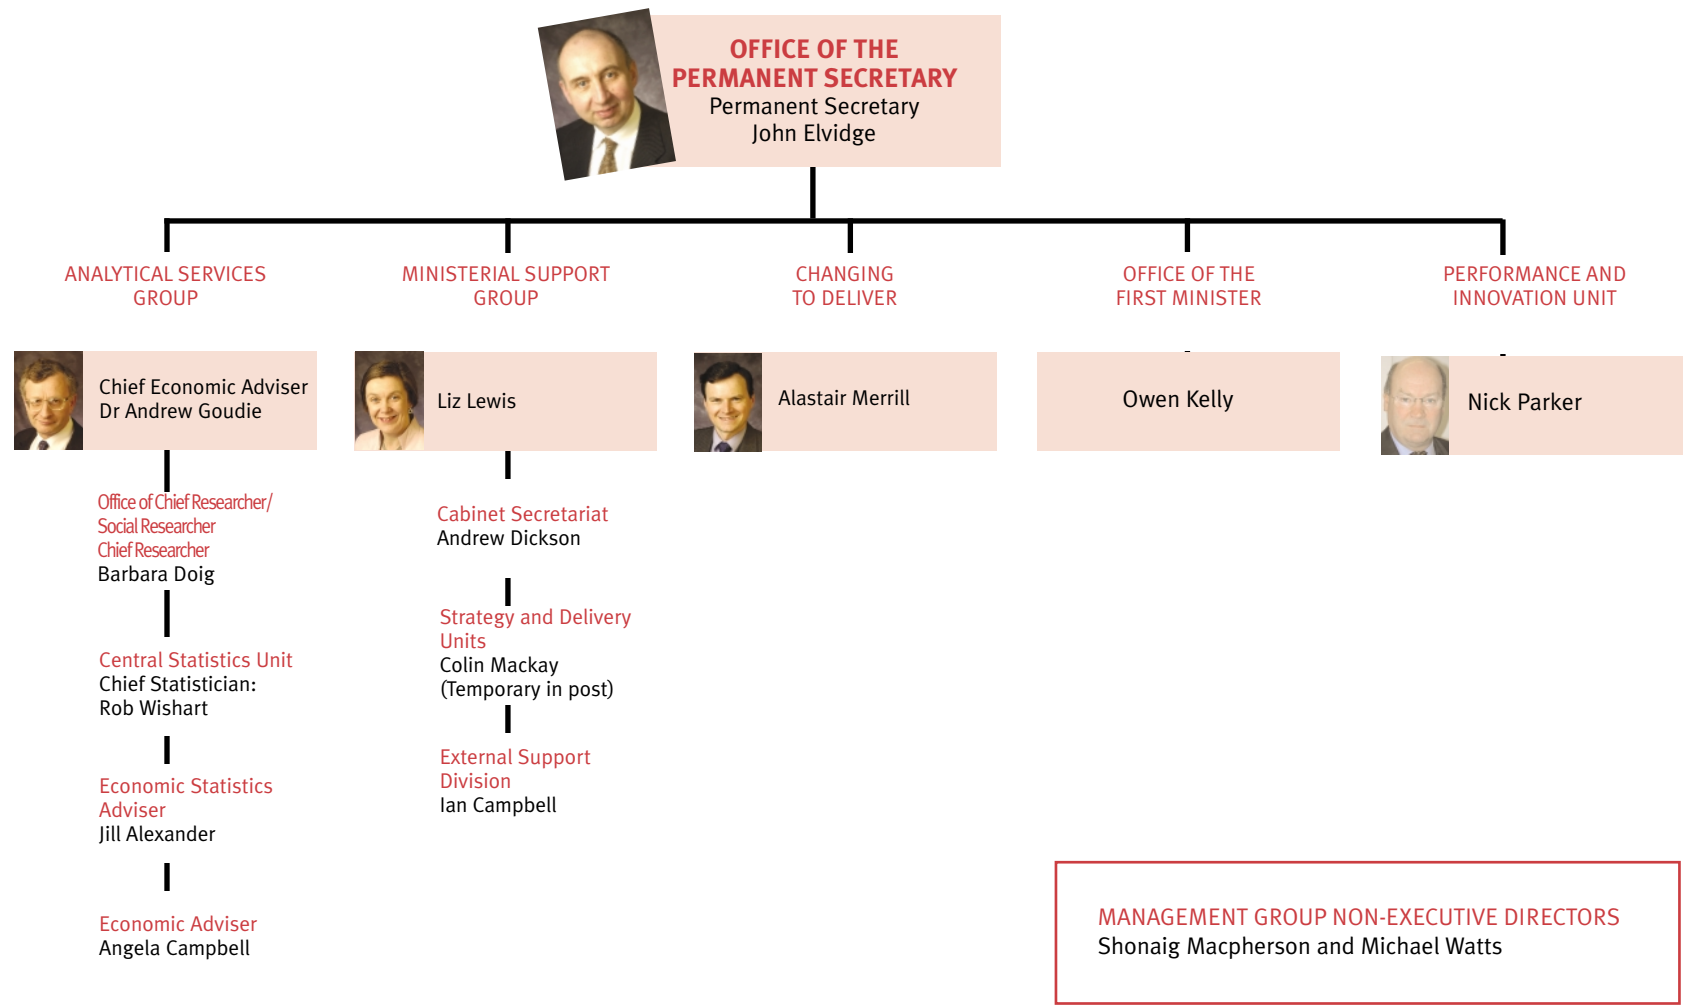 OFFICE OF THE
PERMANENT SECRETARY
Permanent Secretary
John Elvidge
ANALYTICAL SERVICES
GROUP
Chief Economic Adviser
Dr Andrew Goudie
Office of Chief Researcher/
Social Researcher
Chief Researcher
Barbara Doig
Central Statistics Unit
Chief Statistician:
Rob Wishart
Economic Statistics
Adviser
Jill Alexander
Economic Adviser
Angela Campbell
MINISTERIAL SUPPORT
GROUP
Liz Lewis
Cabinet Secretariat
Andrew Dickson
Strategy and Delivery
Units
Colin Mackay
(Temporary in post)
External Support
Division
Ian Campbell
CHANGING
TO DELIVER
Alastair Merrill
OFFICE OF THE
FIRST MINISTER
Owen Kelly
PERFORMANCE AND
INNOVATION UNIT
Nick Parker
MANAGEMENT GROUP NON-EXECUTIVE DIRECTORS
Shonaig Macpherson and Michael Watts